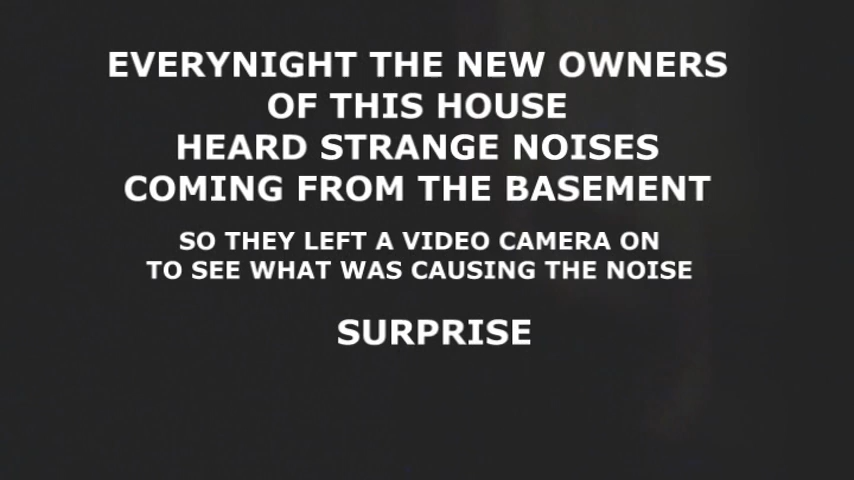 EVERYNIGHT THE NEW OWNERS
OF THIS HOUSE
HEARD STRANGE NOISES
COMING FROM THE BASEMENT
SO THEY LEFT A VIDEO CAMERA ON
TO SEE WHAT WAS CAUSING THE NOISE
SURPRISE